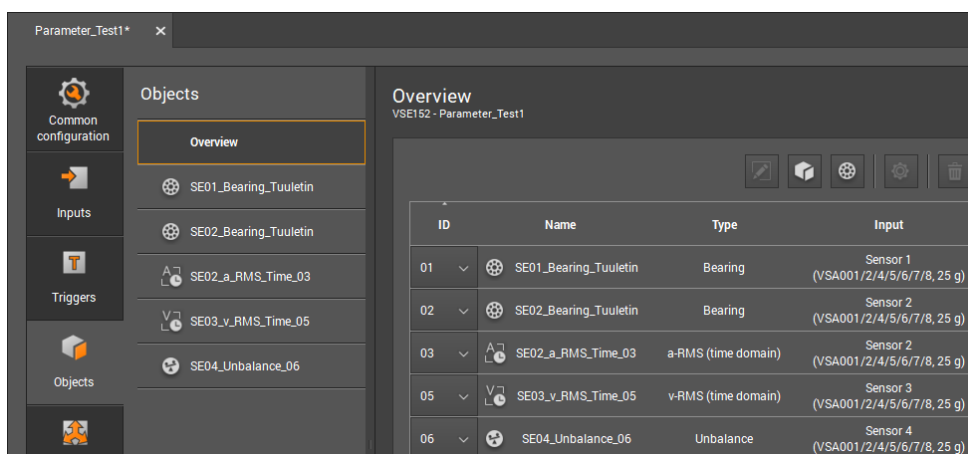 Parameter_Test1*
Common
configuration
Inputs
Triggers
Objects
Objects
Overview
SE01_Bearing_Tuuletin
SE02_Bearing_Tuuletin
SE02_a_RMS_Time_03
SE03_v_RMS_Time_05
SE04_Unbalance_06
Overview
VSE152 - Parameter_Test1
ID Name Type Input
01 SE01_Bearing_Tuuletin Bearing Sensor 1
(VSA001/2/4/5/6/7/8, 25 g)
02 SE02_Bearing_Tuuletin Bearing Sensor 2
(VSA001/2/4/5/6/7/8, 25 g)
03 SE02_a_RMS_Time_03 a-RMS (time domain) Sensor 2
(VSA001/2/4/5/6/7/8, 25 g)
05 SE03_v_RMS_Time_05 v-RMS (time domain) Sensor 3
(VSA001/2/4/5/6/7/8, 25 g)
06 SE04_Unbalance_06 Unbalance Sensor 4
(VSA001/2/4/5/6/7/8, 25 g)